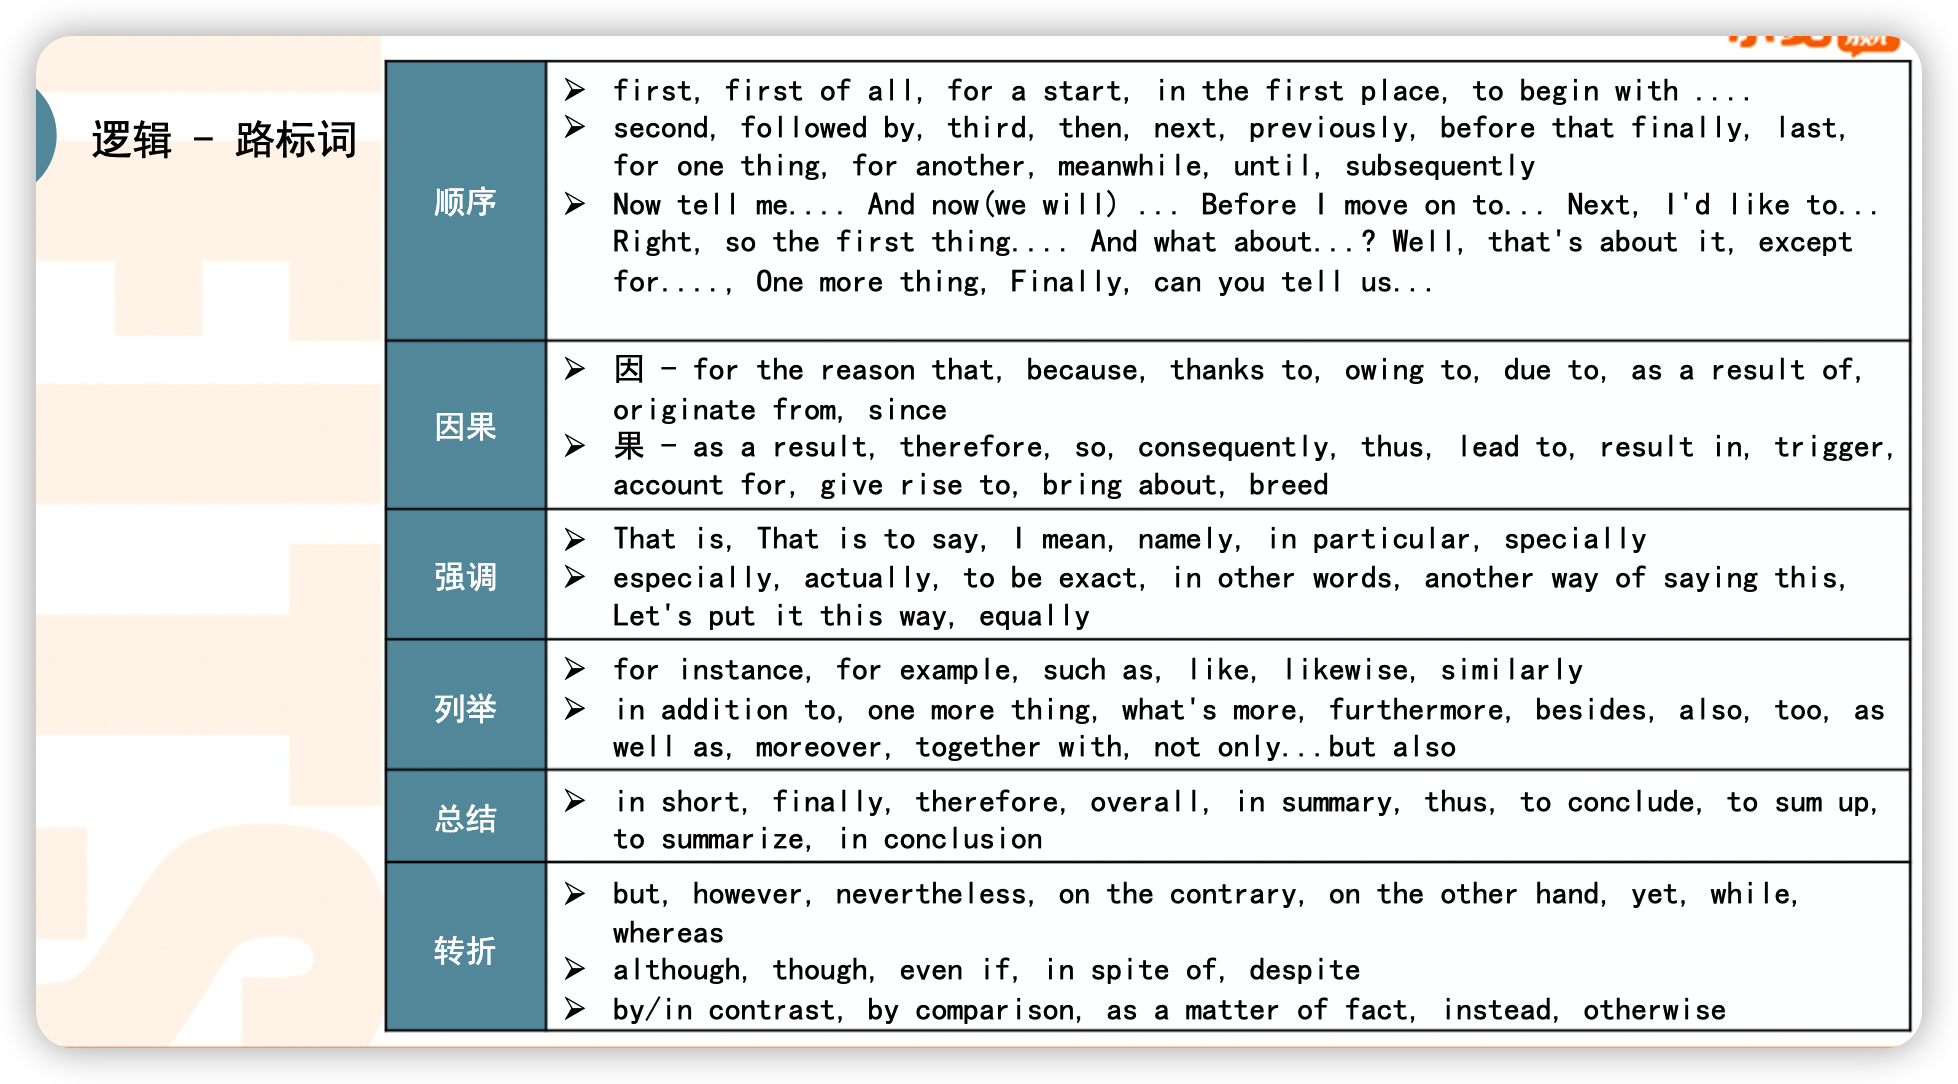 逻辑 - 路标词
顺序
➢ first, first of all, for a start, in the first place, to begin with ....
➢ second, followed by, third, then, next, previously, before that finally, last,
for one thing, for another, meanwhile, until, subsequently
➢ Now tell me.... And now(we will) ... Before I move on to... Next, I'd like to...
Right, so the first thing.... And what about...? Well, that's about it, except
for...., One more thing, Finally, can you tell us...
因果
➢ 因 - for the reason that, because, thanks to, owing to, due to, as a result of,
originate from, since
➢ 果 - as a result, therefore, so, consequently, thus, lead to, result in, trigger,
account for, give rise to, bring about, breed
强调
➢ That is, That is to say, I mean, namely, in particular, specially
➢ especially, actually, to be exact, in other words, another way of saying this,
Let's put it this way, equally
列举
➢ for instance, for example, such as, like, likewise, similarly
➢ in addition to, one more thing, what's more, furthermore, besides, also, too, as
well as, moreover, together with, not only...but also
总结
➢ in short, finally, therefore, overall, in summary, thus, to conclude, to sum up,
to summarize, in conclusion
转折
➢ but, however, nevertheless, on the contrary, on the other hand, yet, while,
whereas
➢ although, though, even if, in spite of, despite
➢ by/in contrast, by comparison, as a matter of fact, instead, otherwise